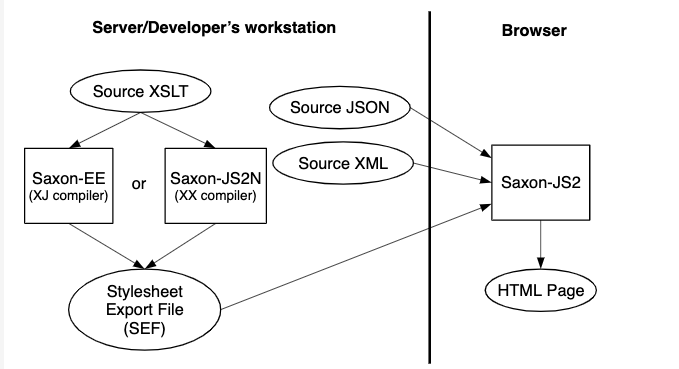 Server/Developer's workstation
Browser
Source XSLT
Source JSON
Source XML
Saxon-EE
(XJ compiler)
or
Saxon-JS2N
(XX compiler)
Saxon-JS2
Stylesheet
Export File
(SEF)
HTML Page